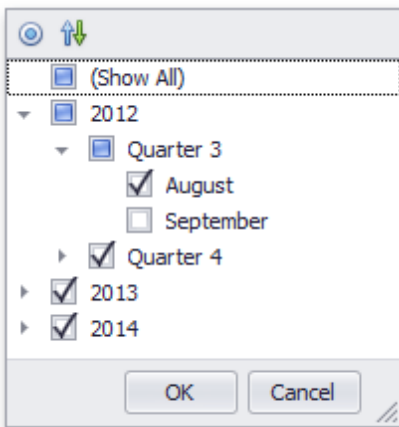 (Show All)
2012
Quarter 3
August
September
Quarter 4
2013
2014
OK Cancel